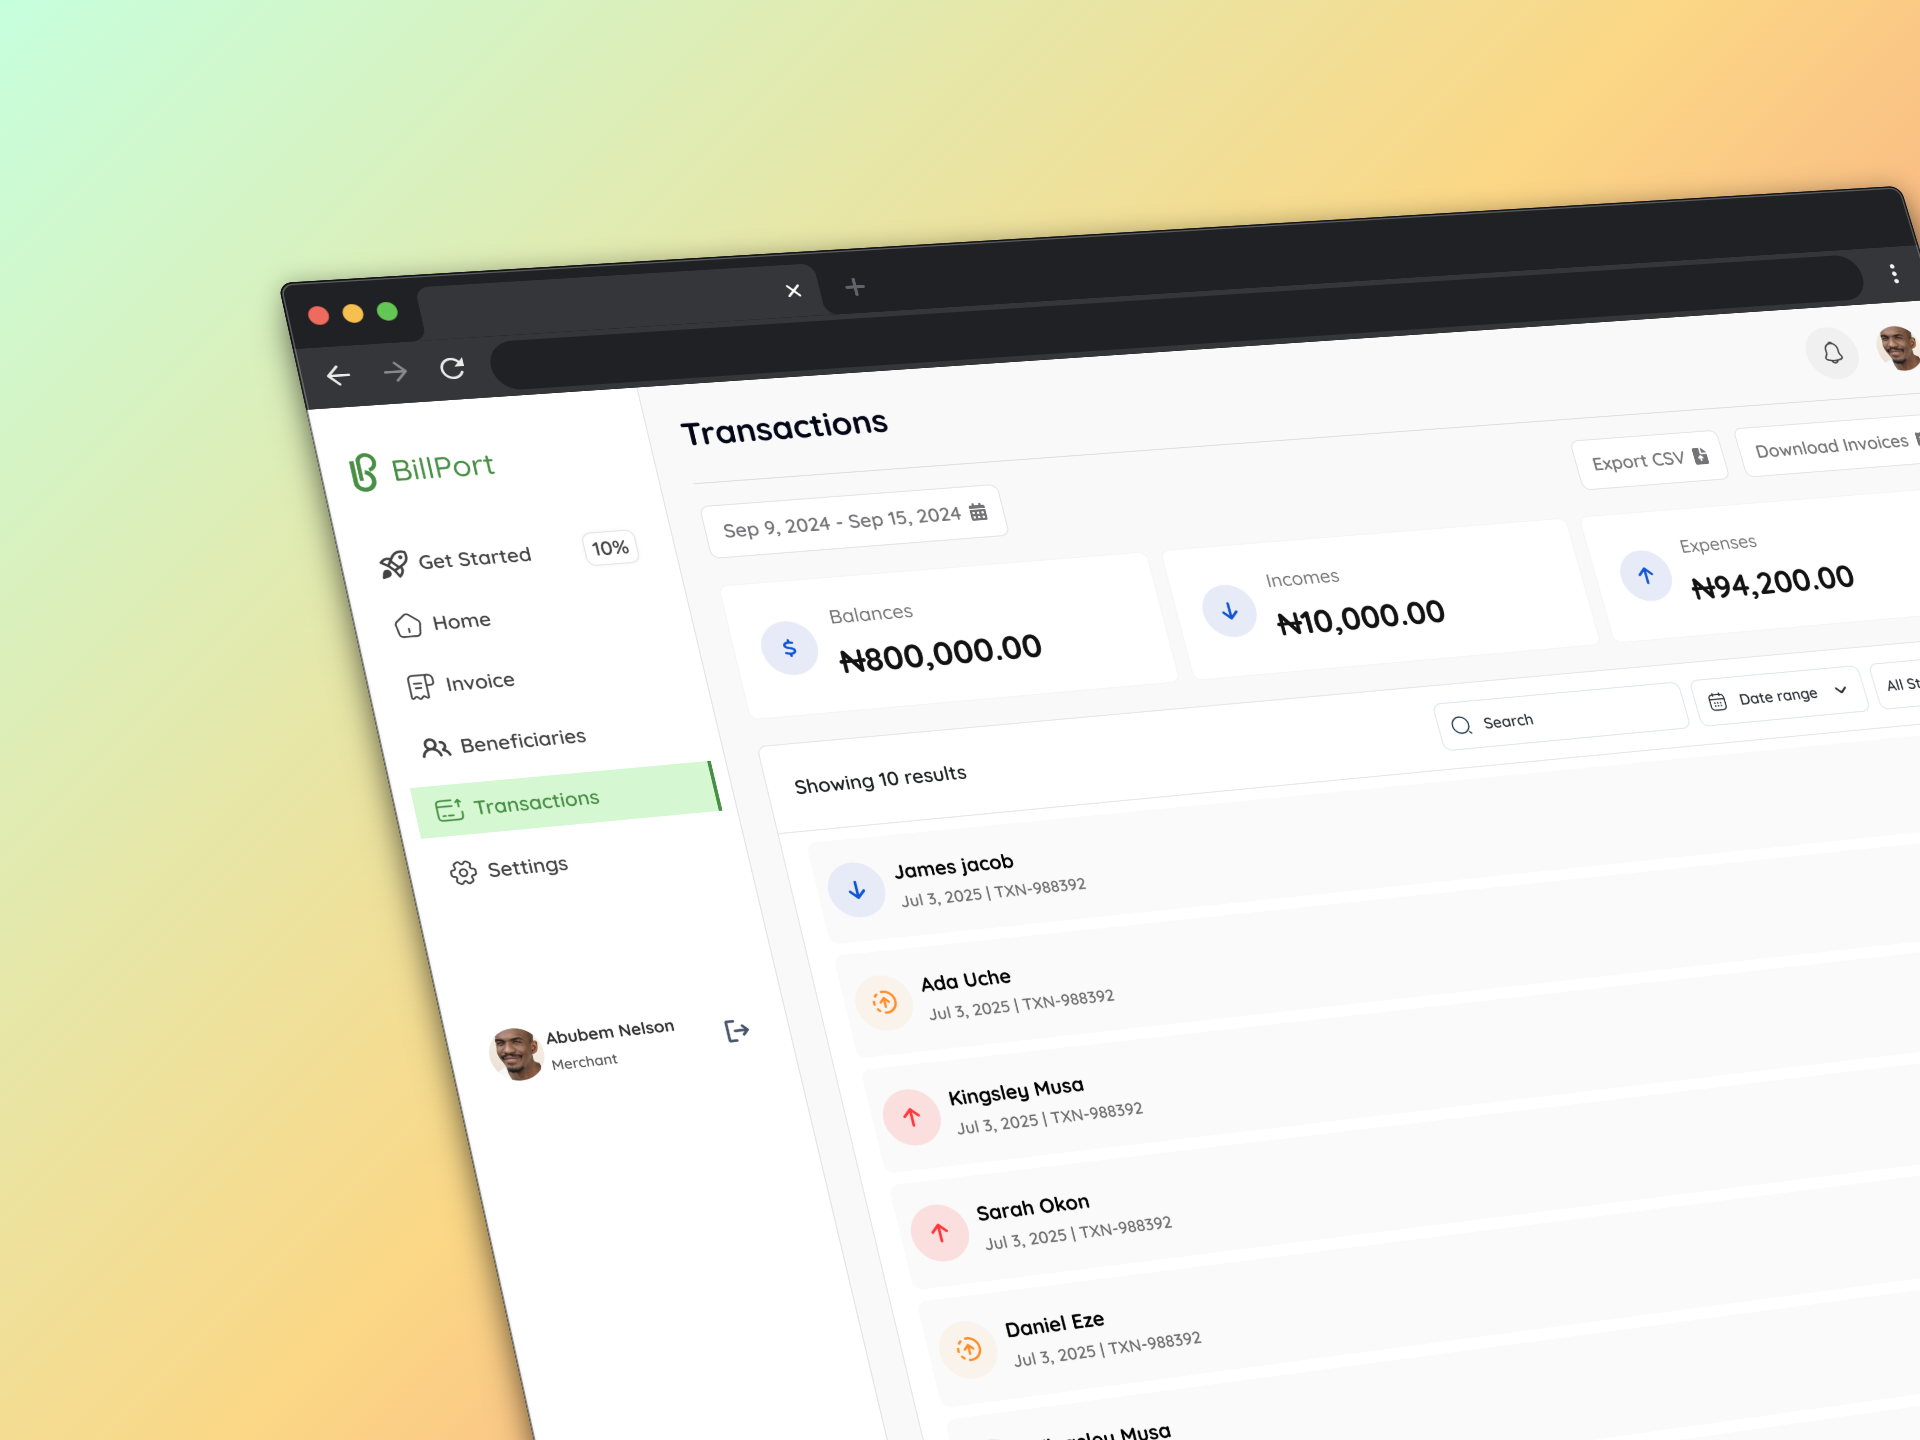 BillPort
Get Started 10%
Home
Invoice
Beneficiaries
Transactions
Settings
Abubem Nelson
Merchant
Transactions
Export CSV
Download Invoices
Sep 9, 2024 - Sep 15, 2024
Balances
₦800,000.00
Incomes
₦10,000.00
Expenses
₦94,200.00
Showing 10 results
Search
Date range
All St
James jacob
Jul 3, 2025 | TXN-988392
Ada Uche
Jul 3, 2025 | TXN-988392
Kingsley Musa
Jul 3, 2025 | TXN-988392
Sarah Okon
Jul 3, 2025 | TXN-988392
Daniel Eze
Jul 3, 2025 | TXN-988392
Musa